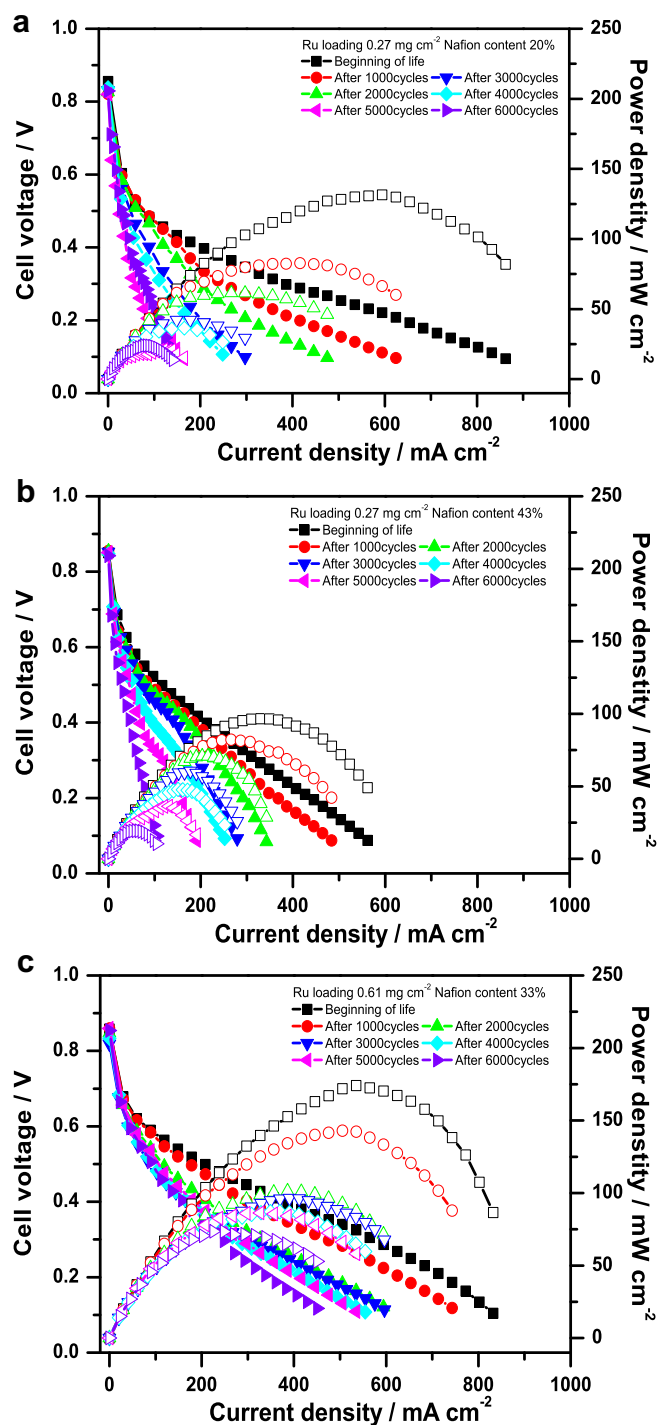 a
Ru loading 0.27 mg cm-2 Nafion content 20%
Beginning of life
After 1000cycles After 3000cycles
After 2000cycles After 4000cycles
After 5000cycles After 6000cycles
Cell voltage / V
1.0
0.8
0.6
0.4
0.2
0.0
Power denstity / mW cm-2
250
200
150
100
50
0
0 200 400 600 800 1000
Current density / mA cm-2
b
Ru loading 0.27 mg cm-2 Nafion content 43%
Beginning of life
After 1000cycles After 2000cycles
After 3000cycles After 4000cycles
After 5000cycles After 6000cycles
Cell voltage / V
1.0
0.8
0.6
0.4
0.2
0.0
Power denstity / mW cm-2
250
200
150
100
50
0
0 200 400 600 800 1000
Current density / mA cm-2
c
Ru loading 0.61 mg cm-2 Nafion content 33%
Beginning of life
After 1000cycles After 2000cycles
After 3000cycles After 4000cycles
After 5000cycles After 6000cycles
Cell voltage / V
1.0
0.8
0.6
0.4
0.2
0.0
Power denstity / mW cm-2
250
200
150
100
50
0
0 200 400 600 800 1000
Current density / mA cm-2